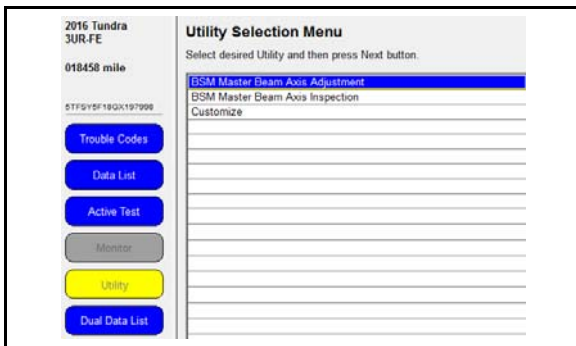 2016 Tundra
3UR-FE
018458 mile
Trouble Codes
Data List
Active Test
Monitor
Utility
Dual Data List
Utility Selection Menu
Select desired Utility and then press Next button.
BSM Master Beam Axis Adjustment
BSM Master Beam Axis Inspection
Customize